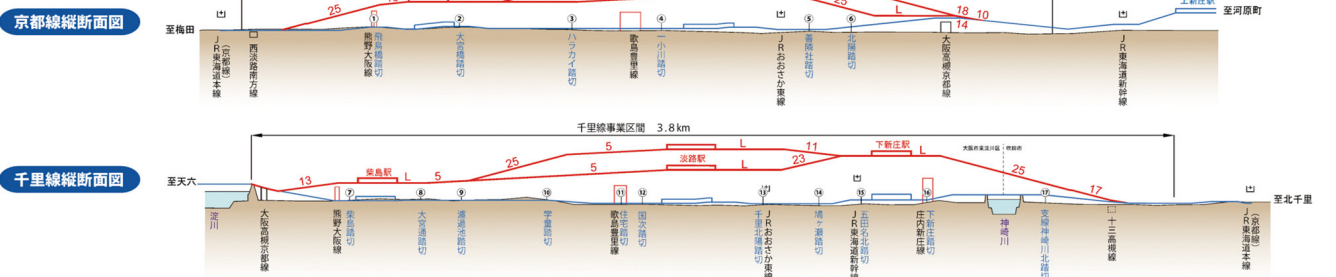 京都線縦断面図
25
25
18
10
14
L
上新庄駅
至河原町
至梅田
JR東海道本線
（京都線）
西淡路南方線
熊野大阪線
①
飛鳥橋踏切
②
大宮橋踏切
③
ハラカイ踏切
歌島豊里線
④
一小川踏切
JRおおさか東線
⑤
善隣社踏切
⑥
北陽踏切
大阪高槻京都線
JR東海道新幹線
千里線事業区間 3.8km
千里線縦断面図
至天六
13
柴島駅
L
5
25
5
5
淡路駅
L
L
11
23
下新庄駅
L
大阪市東淀川区
吹田市
25
17
至北千里
淀川
大阪高槻京都線
熊野大阪線
⑦
柴島踏切
⑧
大宮通踏切
⑨
濾過池踏切
⑩
学童踏切
歌島豊里線
⑪
住宅踏切
⑫
国次踏切
⑬
千里北陽踏切
JRおおさか東線
⑭
鳩ヶ瀬踏切
JR東海道新幹線
⑮
五田名北踏切
庄内新庄線
⑯
下新庄踏切
神崎川
⑰
支線神崎川北踏切
十三高槻線
JR東海道本線
（京都線）